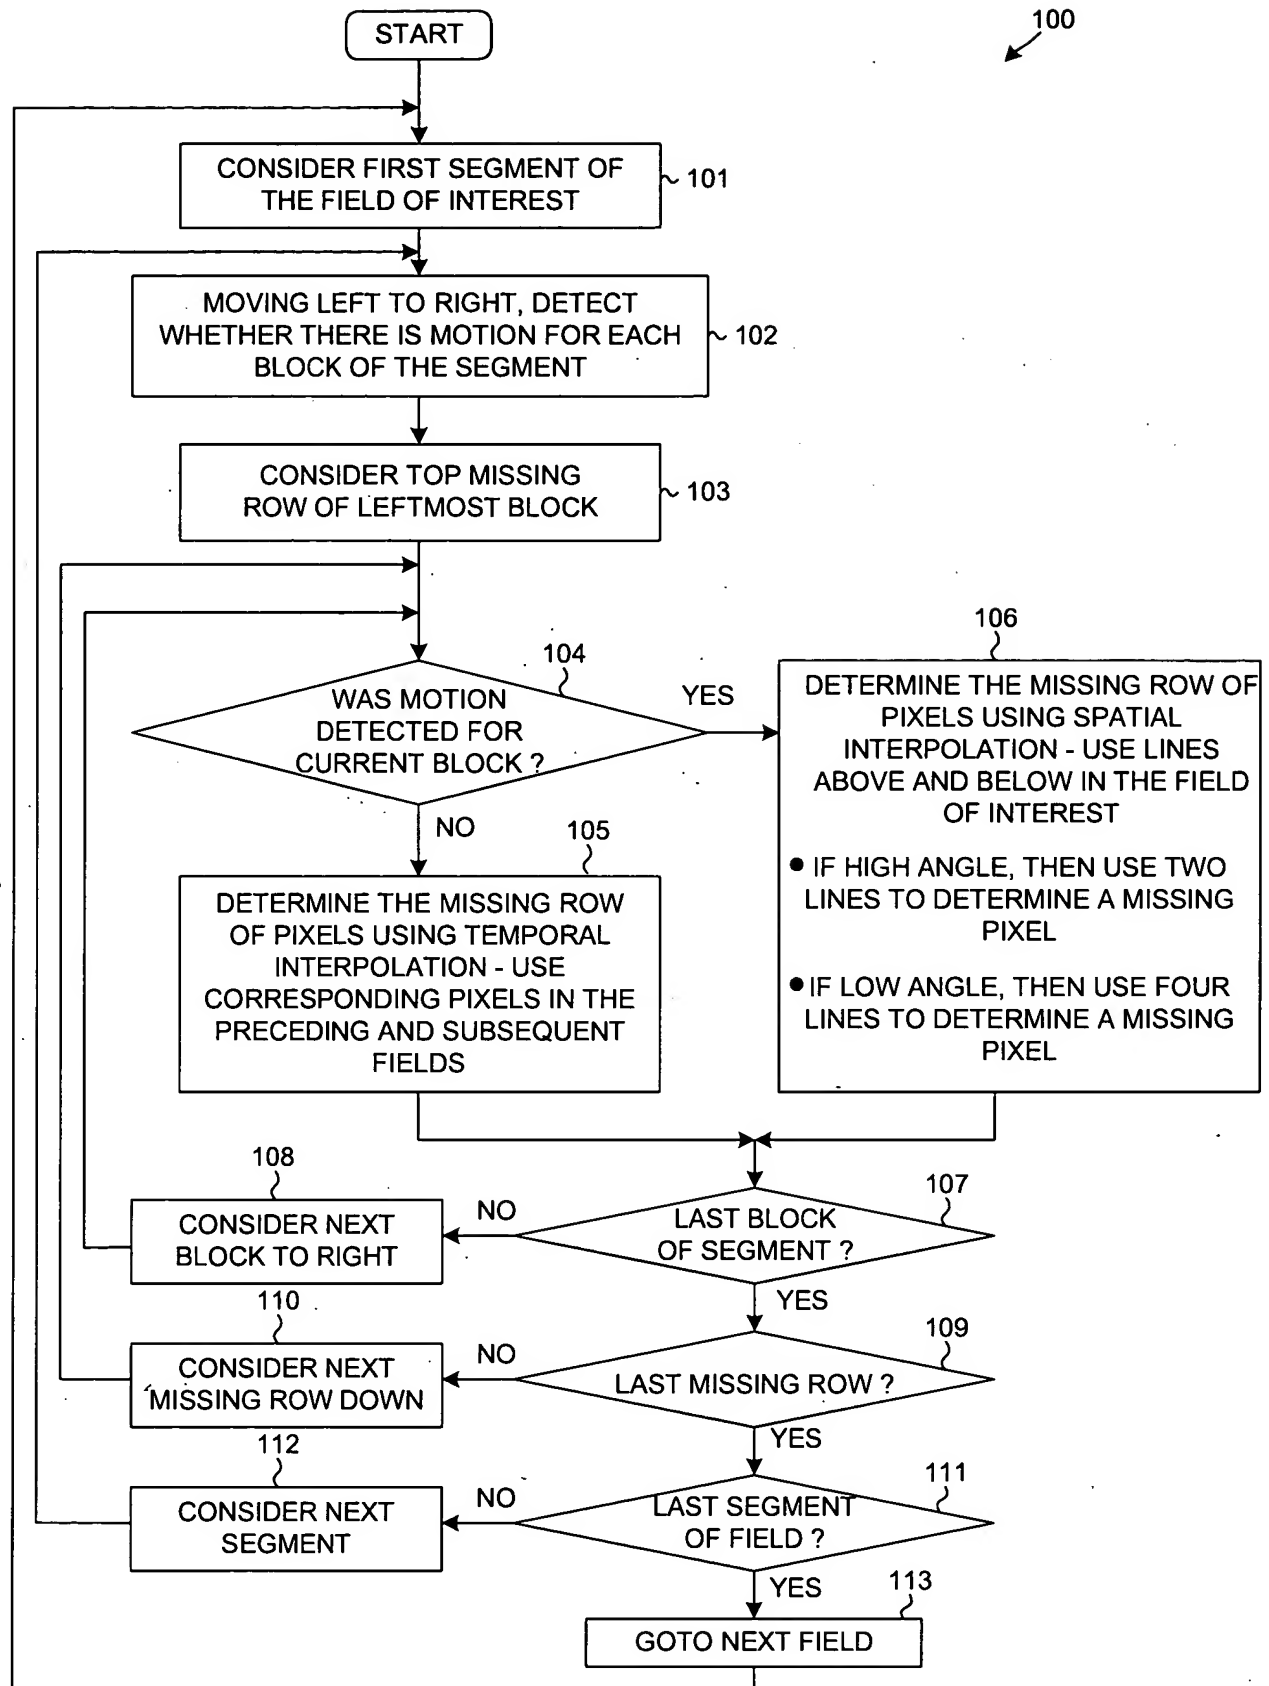 START
100
CONSIDER FIRST SEGMENT OF
THE FIELD OF INTEREST
101
MOVING LEFT TO RIGHT, DETECT
WHETHER THERE IS MOTION FOR EACH
BLOCK OF THE SEGMENT
102
CONSIDER TOP MISSING
ROW OF LEFTMOST BLOCK
103
104
WAS MOTION
DETECTED FOR
CURRENT BLOCK ?
YES
NO
106
DETERMINE THE MISSING ROW OF
PIXELS USING SPATIAL
INTERPOLATION - USE LINES
ABOVE AND BELOW IN THE FIELD
OF INTEREST
● IF HIGH ANGLE, THEN USE TWO
LINES TO DETERMINE A MISSING
PIXEL
● IF LOW ANGLE, THEN USE FOUR
LINES TO DETERMINE A MISSING
PIXEL
105
DETERMINE THE MISSING ROW
OF PIXELS USING TEMPORAL
INTERPOLATION - USE
CORRESPONDING PIXELS IN THE
PRECEDING AND SUBSEQUENT
FIELDS
108
CONSIDER NEXT
BLOCK TO RIGHT
NO
LAST BLOCK
OF SEGMENT ?
107
YES
110
CONSIDER NEXT
MISSING ROW DOWN
NO
LAST MISSING ROW ?
109
YES
112
CONSIDER NEXT
SEGMENT
NO
LAST SEGMENT
OF FIELD ?
111
YES
113
GOTO NEXT FIELD